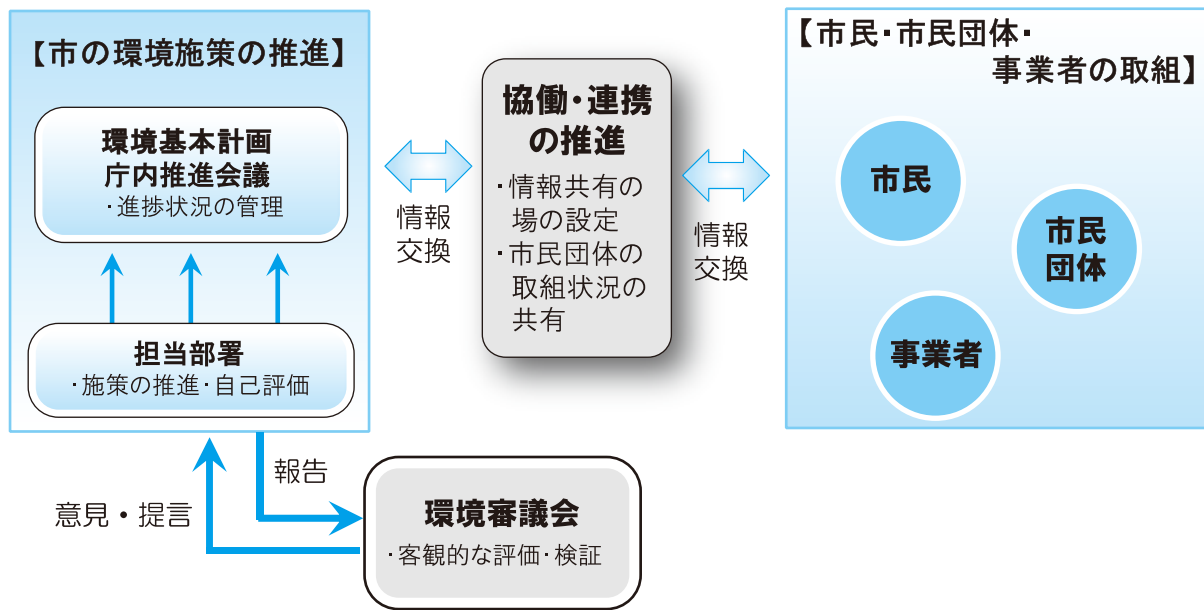 【市の環境施策の推進】
環境基本計画
庁内推進会議
・進捗状況の管理
担当部署
・施策の推進・自己評価
情報
交換
協働・連携
の推進
・情報共有の
場の設定
・市民団体の
取組状況の
共有
情報
交換
【市民・市民団体・
事業者の取組】
市民
市民
団体
事業者
報告
意見・提言
環境審議会
・客観的な評価・検証